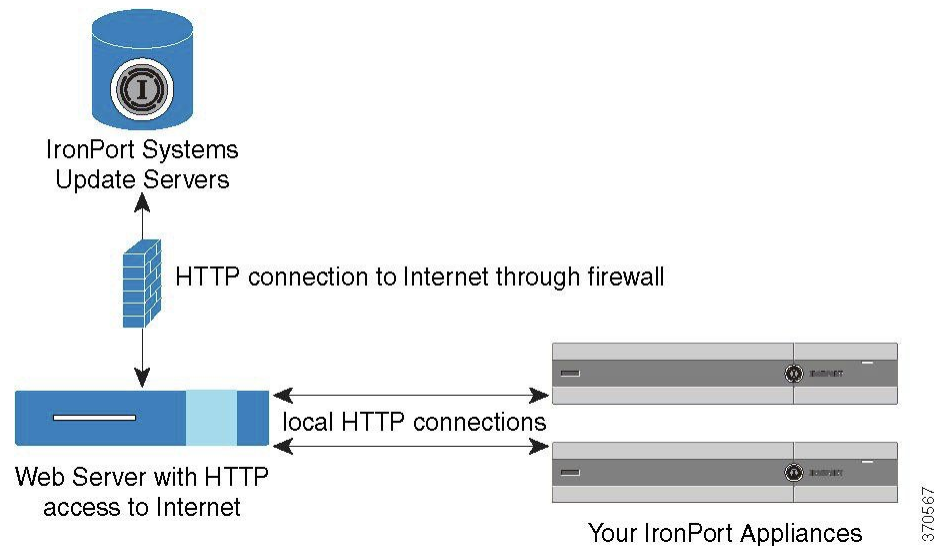 IronPort Systems
Update Servers
HTTP connection to Internet through firewall
local HTTP connections
Web Server with HTTP
access to Internet
Your IronPort Appliances
370567